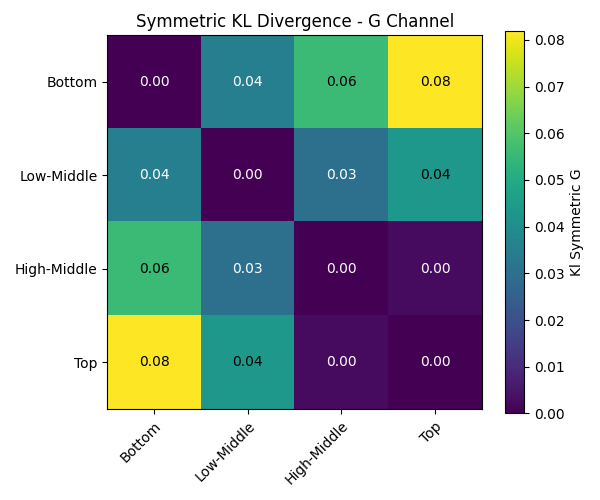 Symmetric KL Divergence - G Channel
Bottom 0.00 0.04 0.06 0.08
Low-Middle 0.04 0.00 0.03 0.04
High-Middle 0.06 0.03 0.00 0.00
Top 0.08 0.04 0.00 0.00
Bottom Low-Middle High-Middle Top
0.08
0.07
0.06
0.05
0.04
0.03
0.02
0.01
0.00
Kl Symmetric G